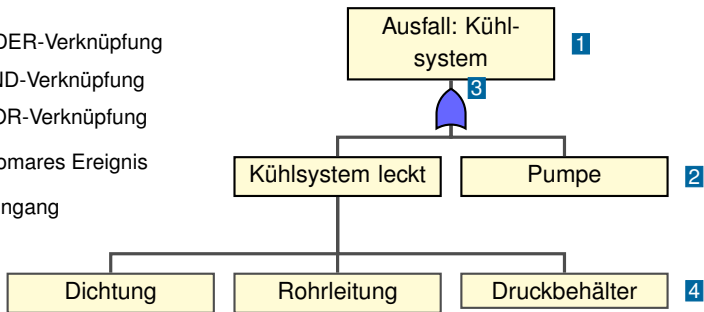 DER-Verknüpfung
ND-Verknüpfung
OR-Verknüpfung
omares Ereignis
ngang
Ausfall: Kühl-
system
1
3
Kühlsystem leckt
Pumpe
2
Dichtung
Rohrleitung
Druckbehälter
4